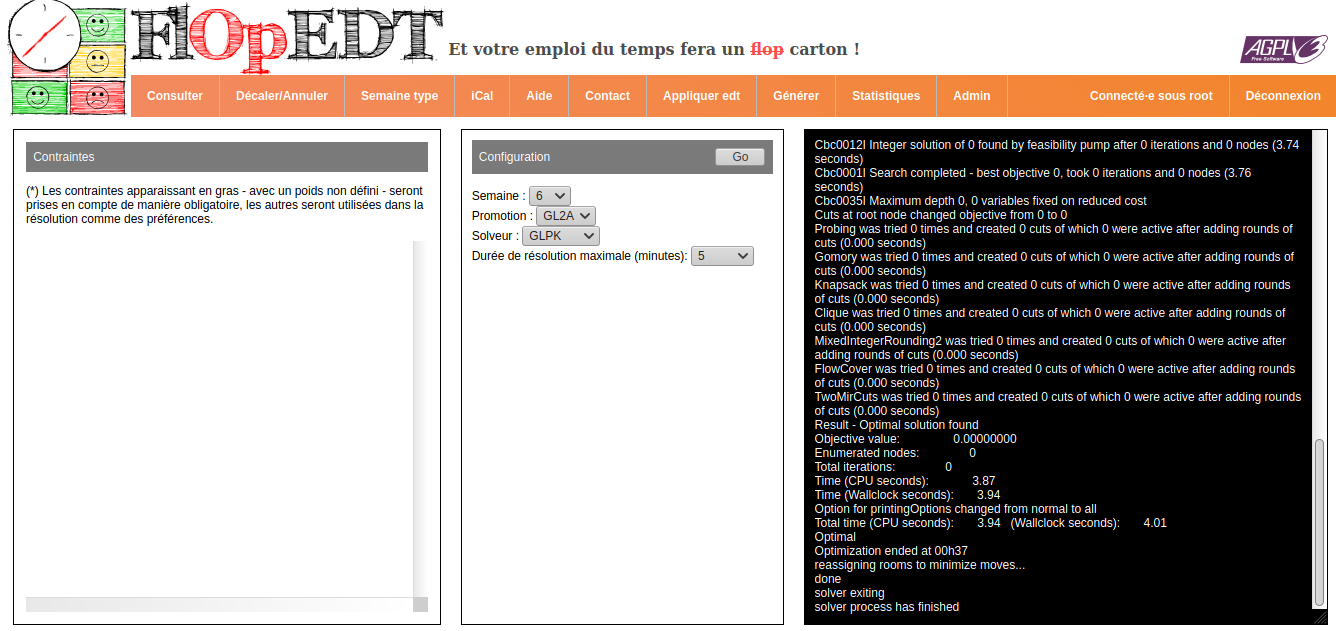 FlOpEDT
Et votre emploi du temps fera un flop carton !
AGPL v3
Free Software
Consulter
Décaler/Annuler
Semaine type
iCal
Aide
Contact
Appliquer edt
Générer
Statistiques
Admin
Connecté·e sous root
Déconnexion
Contraintes
(*) Les contraintes apparaissant en gras - avec un poids non défini - seront
prises en compte de manière obligatoire, les autres seront utilisées dans la
résolution comme des préférences.
Configuration
Go
Semaine : 6
Promotion : GL2A
Solveur : GLPK
Durée de résolution maximale (minutes): 5
Cbc0012I Integer solution of 0 found by feasibility pump after 0 iterations and 0 nodes (3.74
seconds)
Cbc0001I Search completed - best objective 0, took 0 iterations and 0 nodes (3.76
seconds)
Cbc0035I Maximum depth 0, 0 variables fixed on reduced cost
Cuts at root node changed objective from 0 to 0
Probing was tried 0 times and created 0 cuts of which 0 were active after adding rounds of
cuts (0.000 seconds)
Gomory was tried 0 times and created 0 cuts of which 0 were active after adding rounds of
cuts (0.000 seconds)
Knapsack was tried 0 times and created 0 cuts of which 0 were active after adding rounds
of cuts (0.000 seconds)
Clique was tried 0 times and created 0 cuts of which 0 were active after adding rounds of
cuts (0.000 seconds)
MixedIntegerRounding2 was tried 0 times and created 0 cuts of which 0 were active after
adding rounds of cuts (0.000 seconds)
FlowCover was tried 0 times and created 0 cuts of which 0 were active after adding rounds
of cuts (0.000 seconds)
TwoMirCuts was tried 0 times and created 0 cuts of which 0 were active after adding rounds
of cuts (0.000 seconds)
Result - Optimal solution found
Objective value: 0.00000000
Enumerated nodes: 0
Total iterations: 0
Time (CPU seconds): 3.87
Time (Wallclock seconds): 3.94
Option for printingOptions changed from normal to all
Total time (CPU seconds): 3.94 (Wallclock seconds): 4.01
Optimal
Optimization ended at 00h37
reassigning rooms to minimize moves...
done
solver exiting
solver process has finished